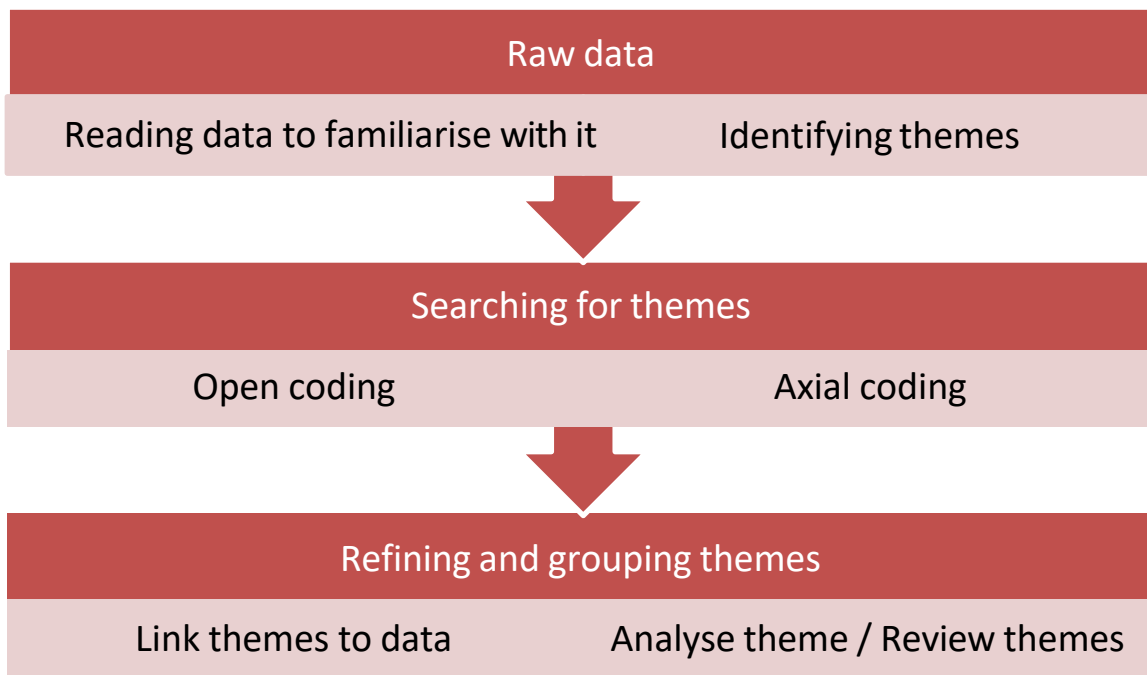 Raw data
Reading data to familiarise with it
Identifying themes
Searching for themes
Open coding
Axial coding
Refining and grouping themes
Link themes to data
Analyse theme / Review themes